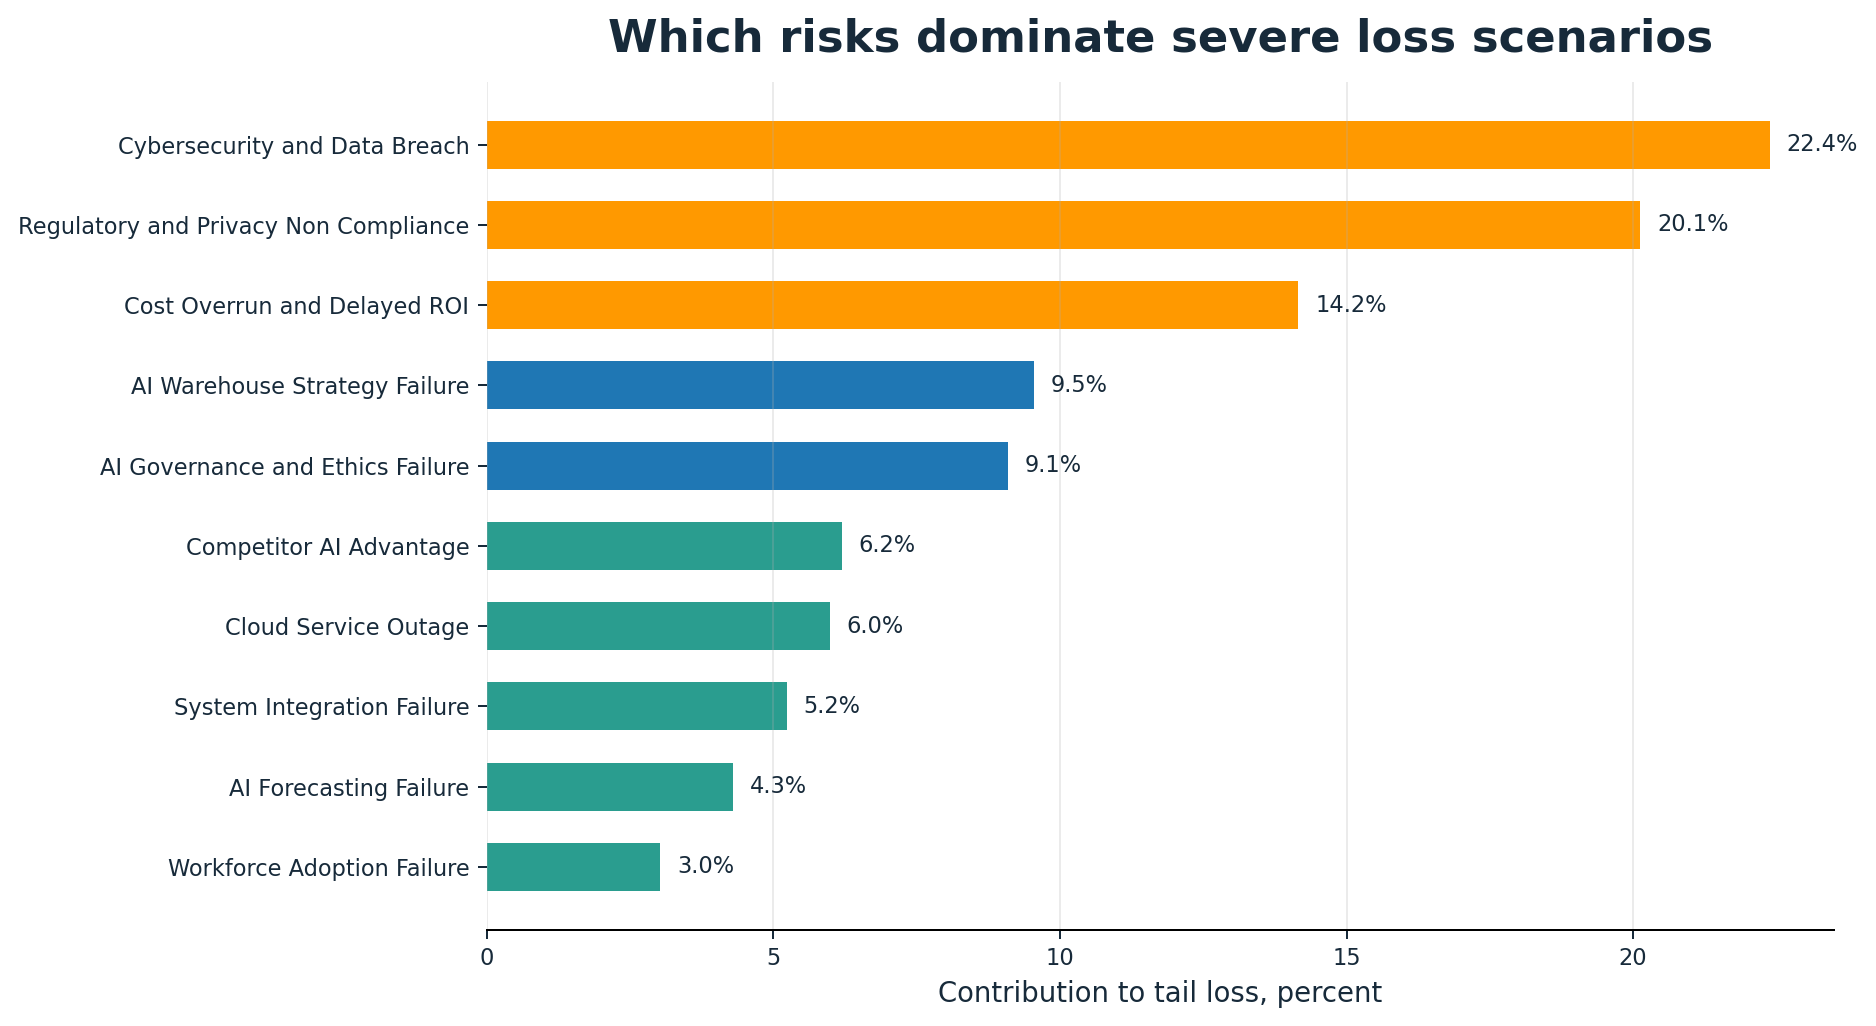 Which risks dominate severe loss scenarios
Cybersecurity and Data Breach 22.4%
Regulatory and Privacy Non Compliance 20.1%
Cost Overrun and Delayed ROI 14.2%
AI Warehouse Strategy Failure 9.5%
AI Governance and Ethics Failure 9.1%
Competitor AI Advantage 6.2%
Cloud Service Outage 6.0%
System Integration Failure 5.2%
AI Forecasting Failure 4.3%
Workforce Adoption Failure 3.0%
0 5 10 15 20
Contribution to tail loss, percent